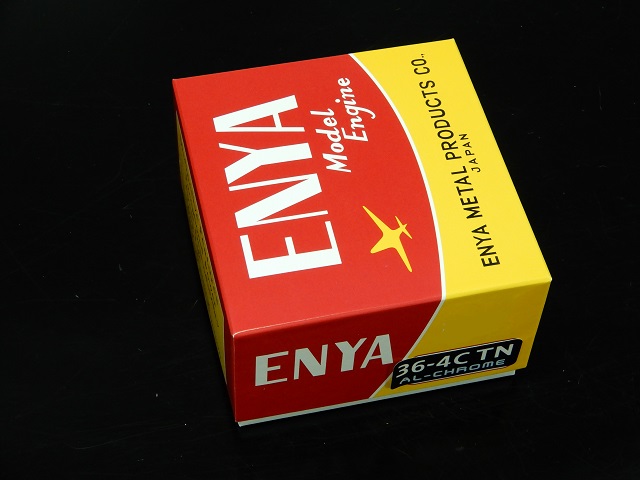 ENYA
Model
Engine
ENYA METAL PRODUCTS CO.,
JAPAN
ENYA
36-4C TN
AL-CHROME